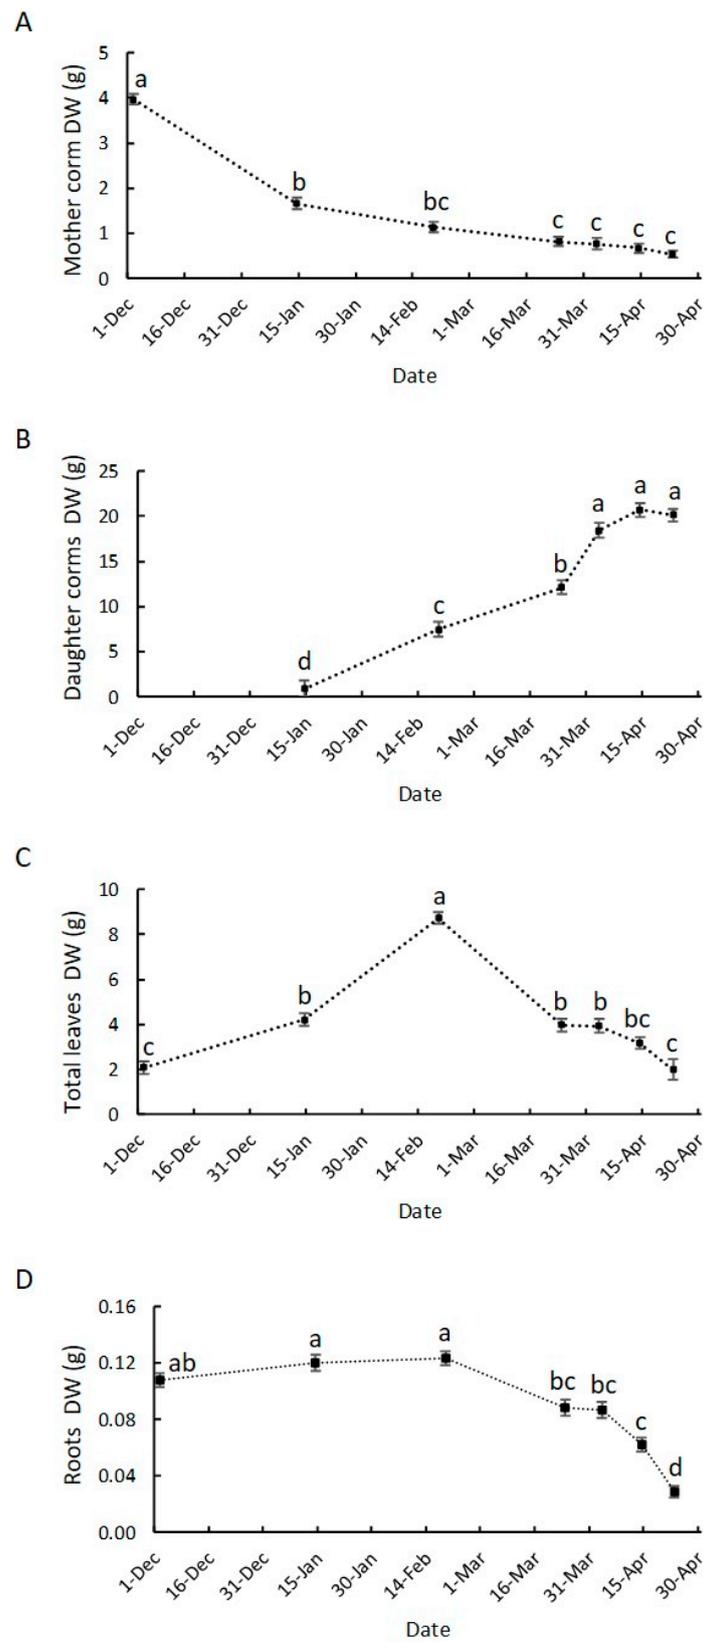 A
Mother corm DW (g)
5
4
3
2
1
0
a
b
bc
c
c
c
c
1-Dec
16-Dec
31-Dec
15-Jan
30-Jan
14-Feb
1-Mar
16-Mar
31-Mar
15-Apr
30-Apr
Date
B
Daughter corms DW (g)
25
20
15
10
5
0
d
c
b
a
a
a
1-Dec
16-Dec
31-Dec
15-Jan
30-Jan
14-Feb
1-Mar
16-Mar
31-Mar
15-Apr
30-Apr
Date
C
Total leaves DW (g)
10
8
6
4
2
0
c
b
a
b
b
bc
c
1-Dec
16-Dec
31-Dec
15-Jan
30-Jan
14-Feb
1-Mar
16-Mar
31-Mar
15-Apr
30-Apr
Date
D
Roots DW (g)
0.16
0.12
0.08
0.04
0.00
ab
a
a
bc
bc
c
d
1-Dec
16-Dec
31-Dec
15-Jan
30-Jan
14-Feb
1-Mar
16-Mar
31-Mar
15-Apr
30-Apr
Date